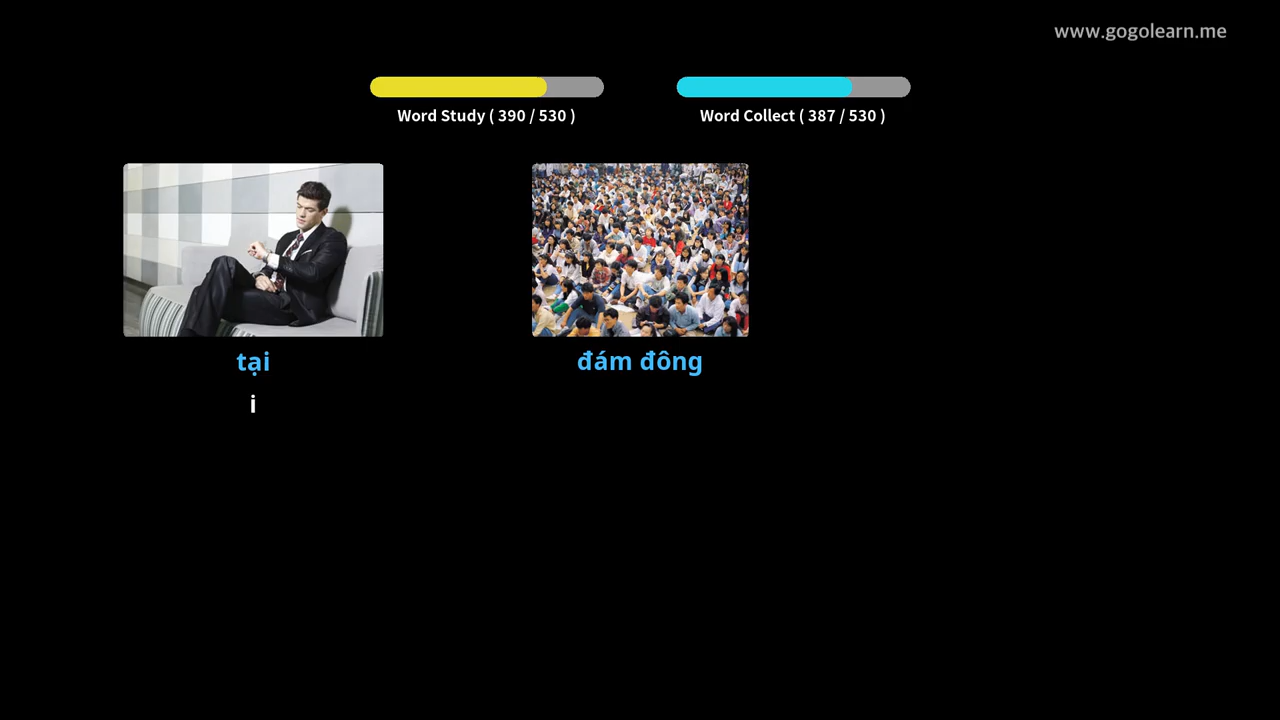 www.gogolearn.me
Word Study ( 390 / 530 )
Word Collect ( 387 / 530 )
tại
đám đông
i